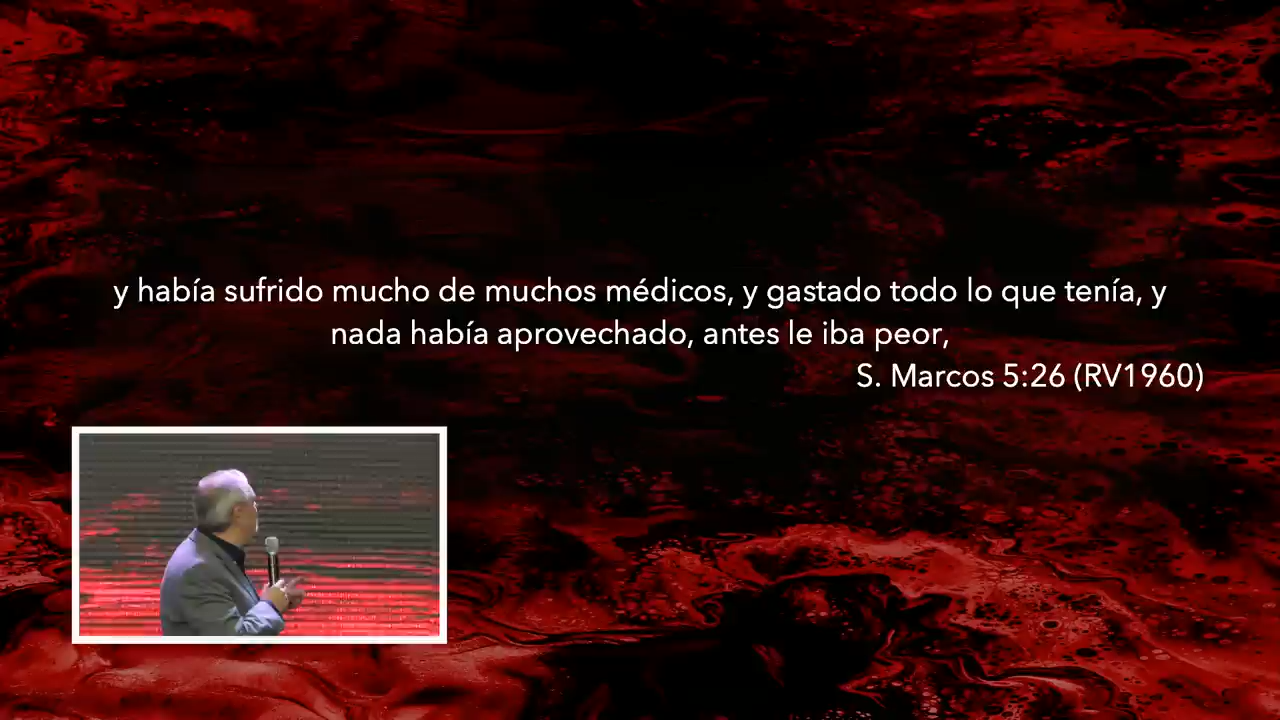 y había sufrido mucho de muchos médicos, y gastado todo lo que tenía, y
nada había aprovechado, antes le iba peor,
S. Marcos 5:26 (RV1960)